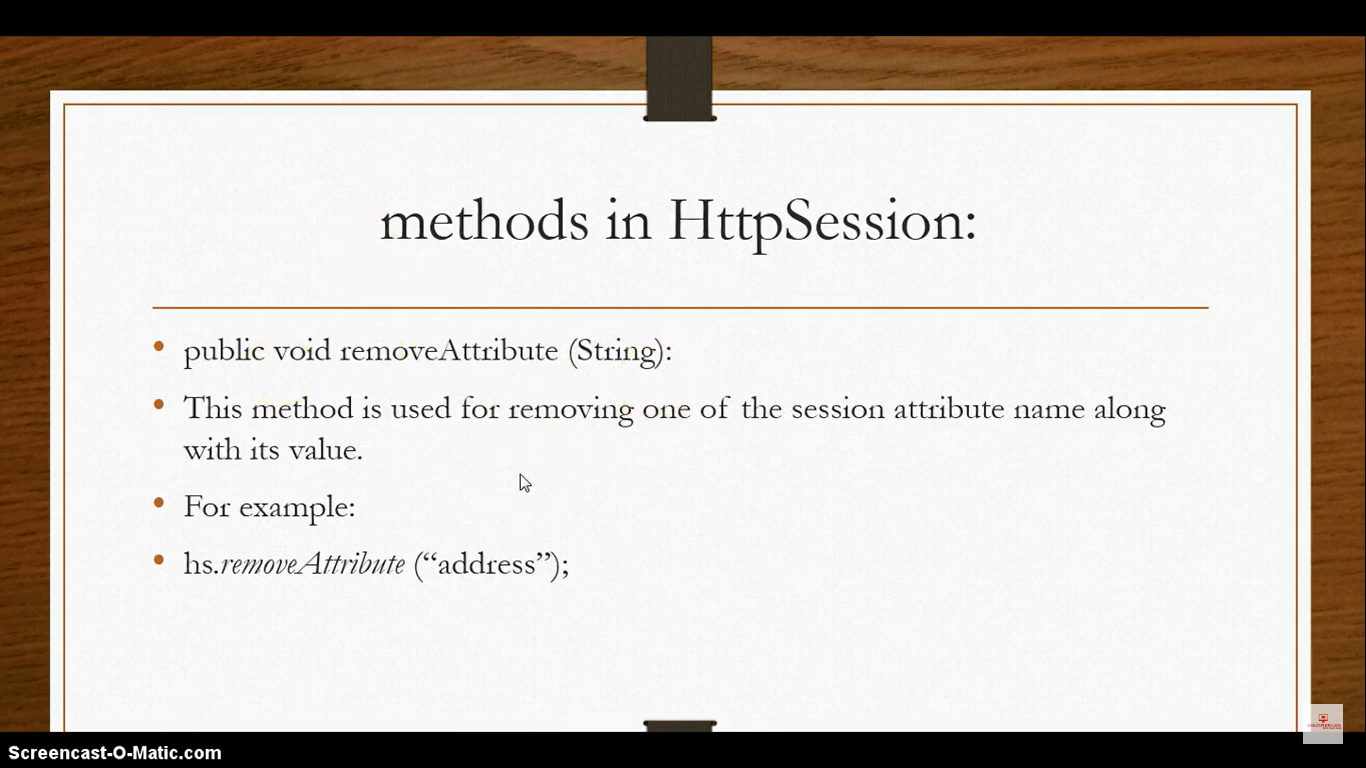 methods in HttpSession:
public void removeAttribute (String):
This method is used for removing one of the session attribute name along
with its value.
For example:
hs.removeAttribute (“address”);
Screencast-O-Matic.com